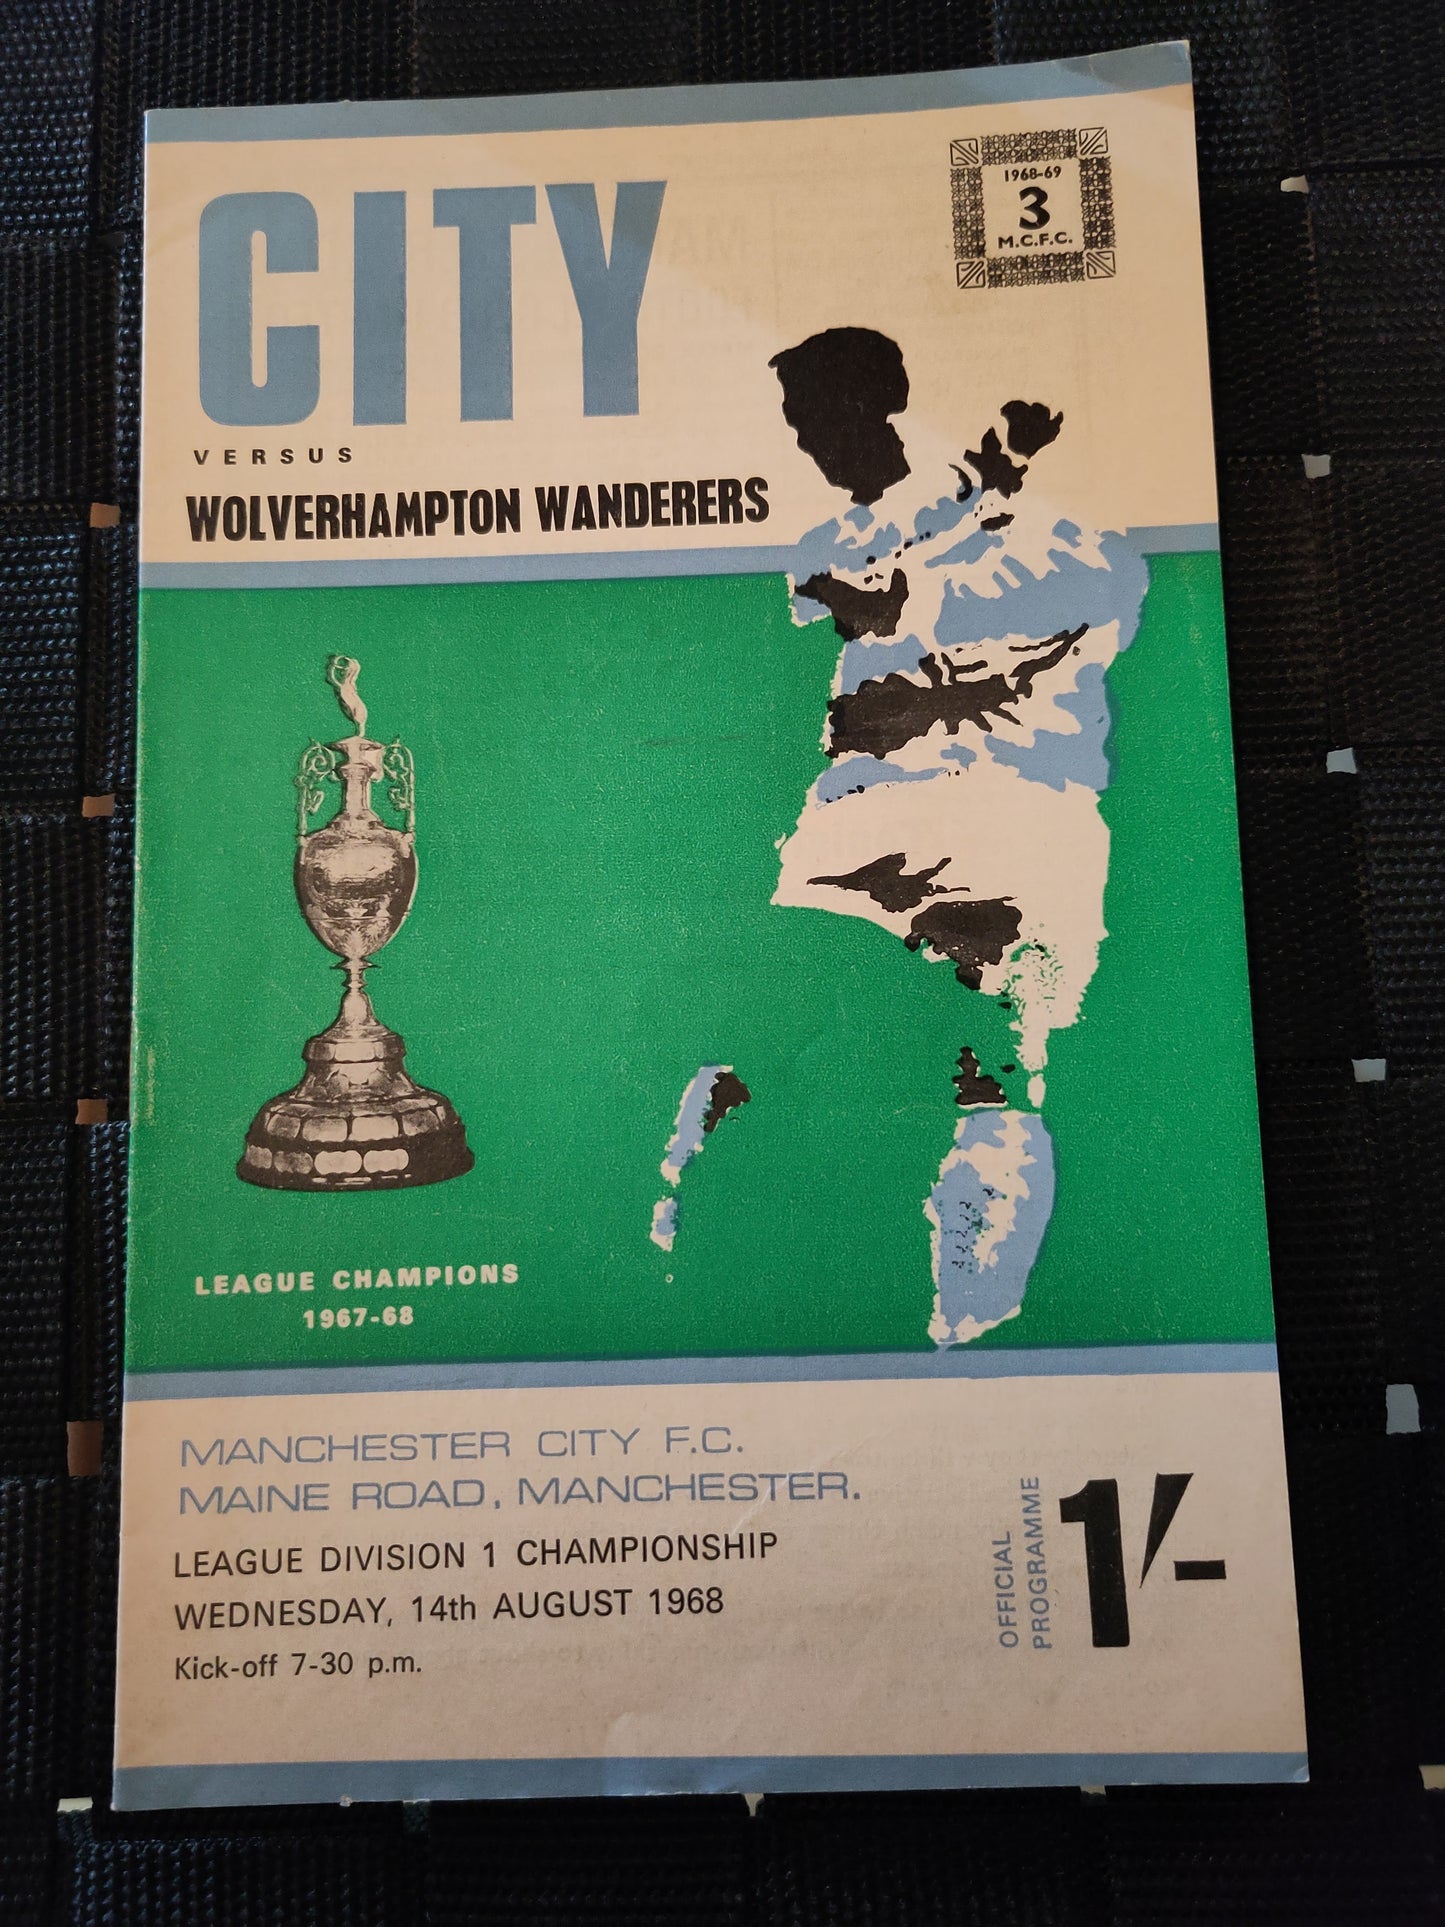 CITY
1968-69
3
M.C.F.C.
VERSUS
WOLVERHAMPTON WANDERERS
LEAGUE CHAMPIONS
1967-68
MANCHESTER CITY F.C.
MAINE ROAD, MANCHESTER.
LEAGUE DIVISION 1 CHAMPIONSHIP
WEDNESDAY, 14th AUGUST 1968
Kick-off 7-30 p.m.
OFFICIAL
PROGRAMME
1/-